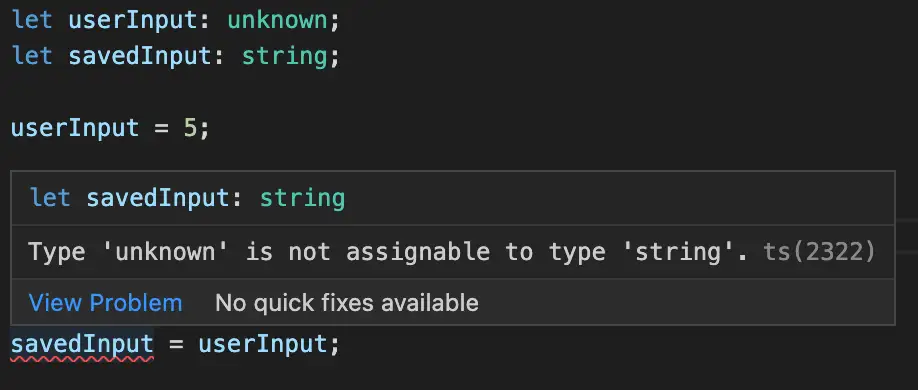 let userInput: unknown;
let savedInput: string;
userInput = 5;
let savedInput: string
Type 'unknown' is not assignable to type 'string'. ts(2322)
View Problem No quick fixes available
savedInput = userInput;